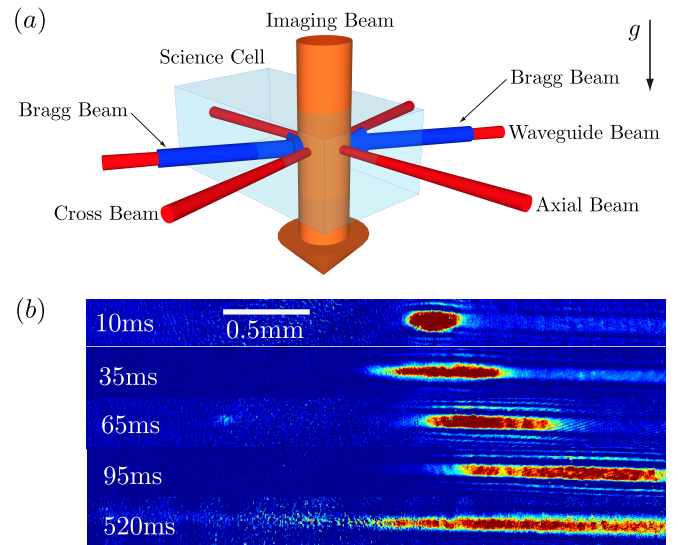 (a)
Imaging Beam
g
Science Cell
Bragg Beam
Bragg Beam
Waveguide Beam
Cross Beam
Axial Beam
(b)
10ms
0.5mm
35ms
65ms
95ms
520ms